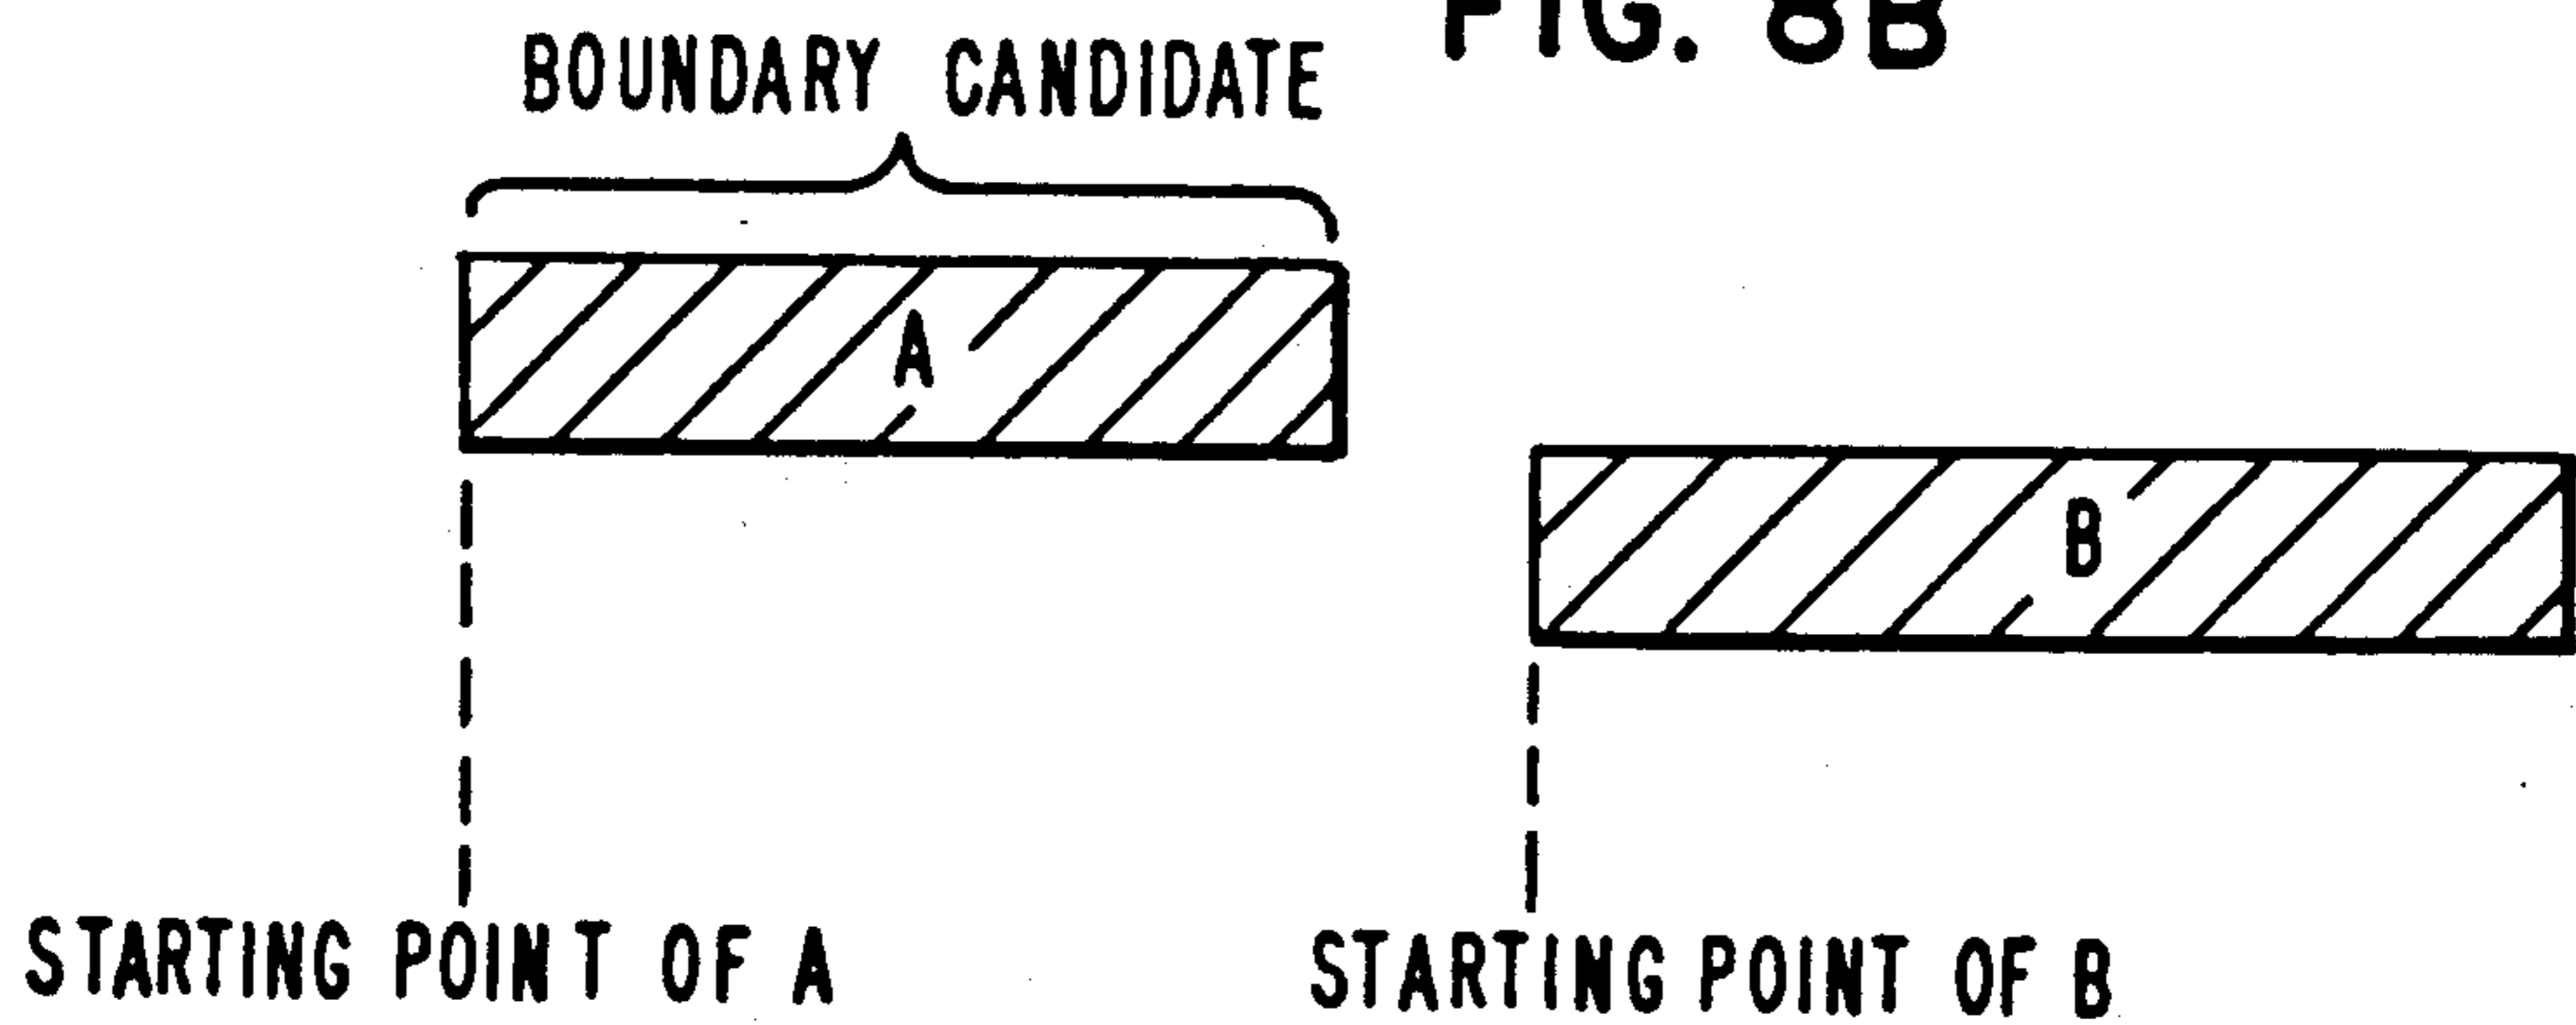 FIG. 8B
BOUNDARY CANDIDATE
A
B
STARTING POINT OF A
STARTING POINT OF B